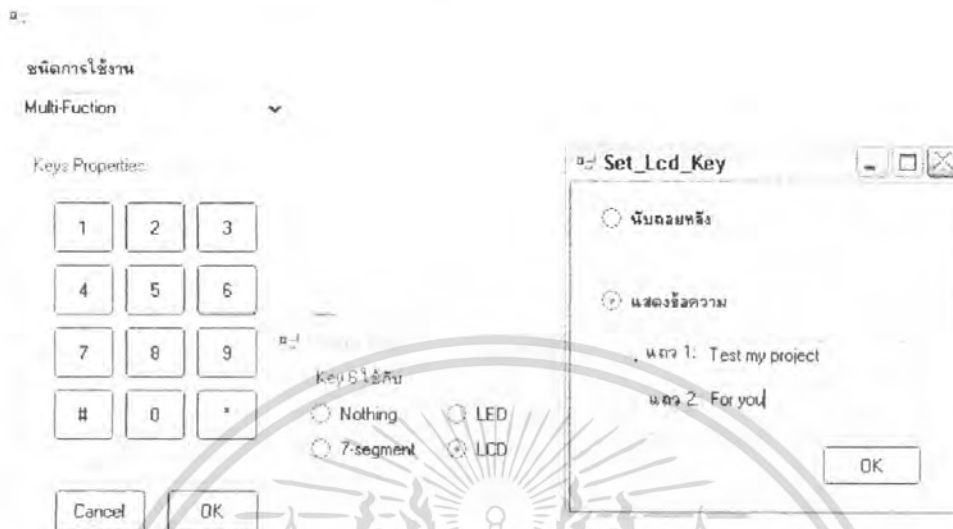 ชนิดการใช้งาน
Multi-Fuction
Keys Properties
1 2 3
4 5 6
7 8 9
# 0 *
Cancel OK
Key 6 ใช้กับ
Nothing LED
7-segment LCD
Set_Lcd_Key
นับถอยหลัง
แสดงข้อความ
แถว 1: Test my project
แถว 2: For you
OK